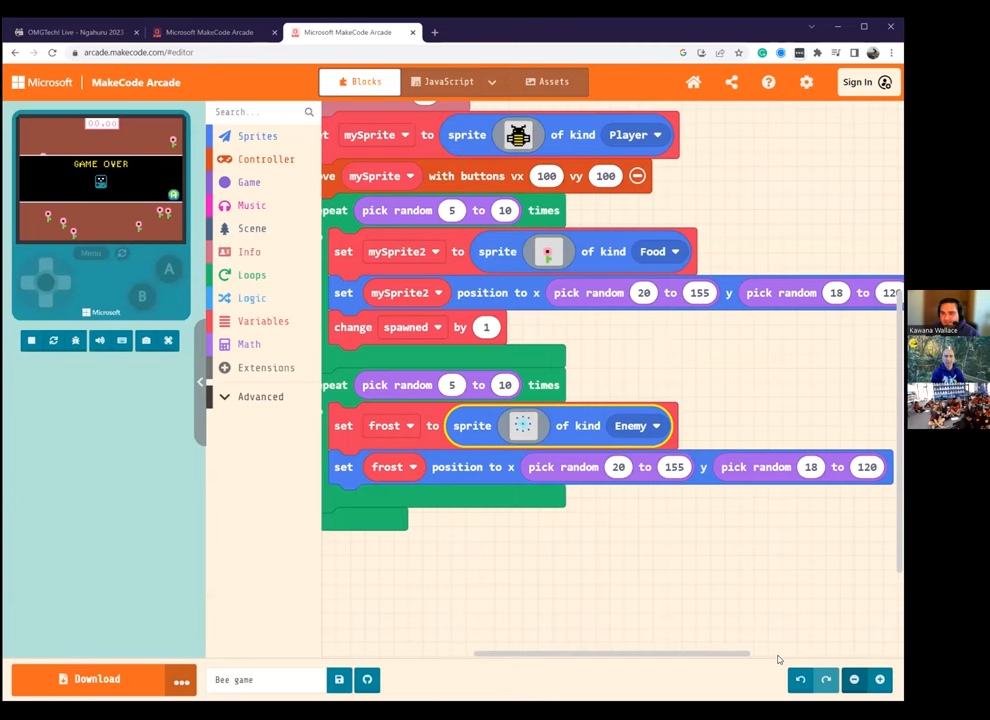 OMGTech! Live - Ngahuru 2023
Microsoft MakeCode Arcade
Microsoft MakeCode Arcade
arcade.makecode.com/#editor
Microsoft
MakeCode Arcade
Blocks
JavaScript
Assets
Sign In
00.00
GAME OVER
Menu
A
B
Microsoft
Search...
Sprites
Controller
Game
Music
Scene
Info
Loops
Logic
Variables
Math
Extensions
Advanced
et mySprite to sprite of kind Player
ove mySprite with buttons vx 100 vy 100
peat pick random 5 to 10 times
set mySprite2 to sprite of kind Food
set mySprite2 position to x pick random 20 to 155 y pick random 18 to 120
change spawned by 1
peat pick random 5 to 10 times
set frost to sprite of kind Enemy
set frost position to x pick random 20 to 155 y pick random 18 to 120
Kawana Wallace
Download
Bee game